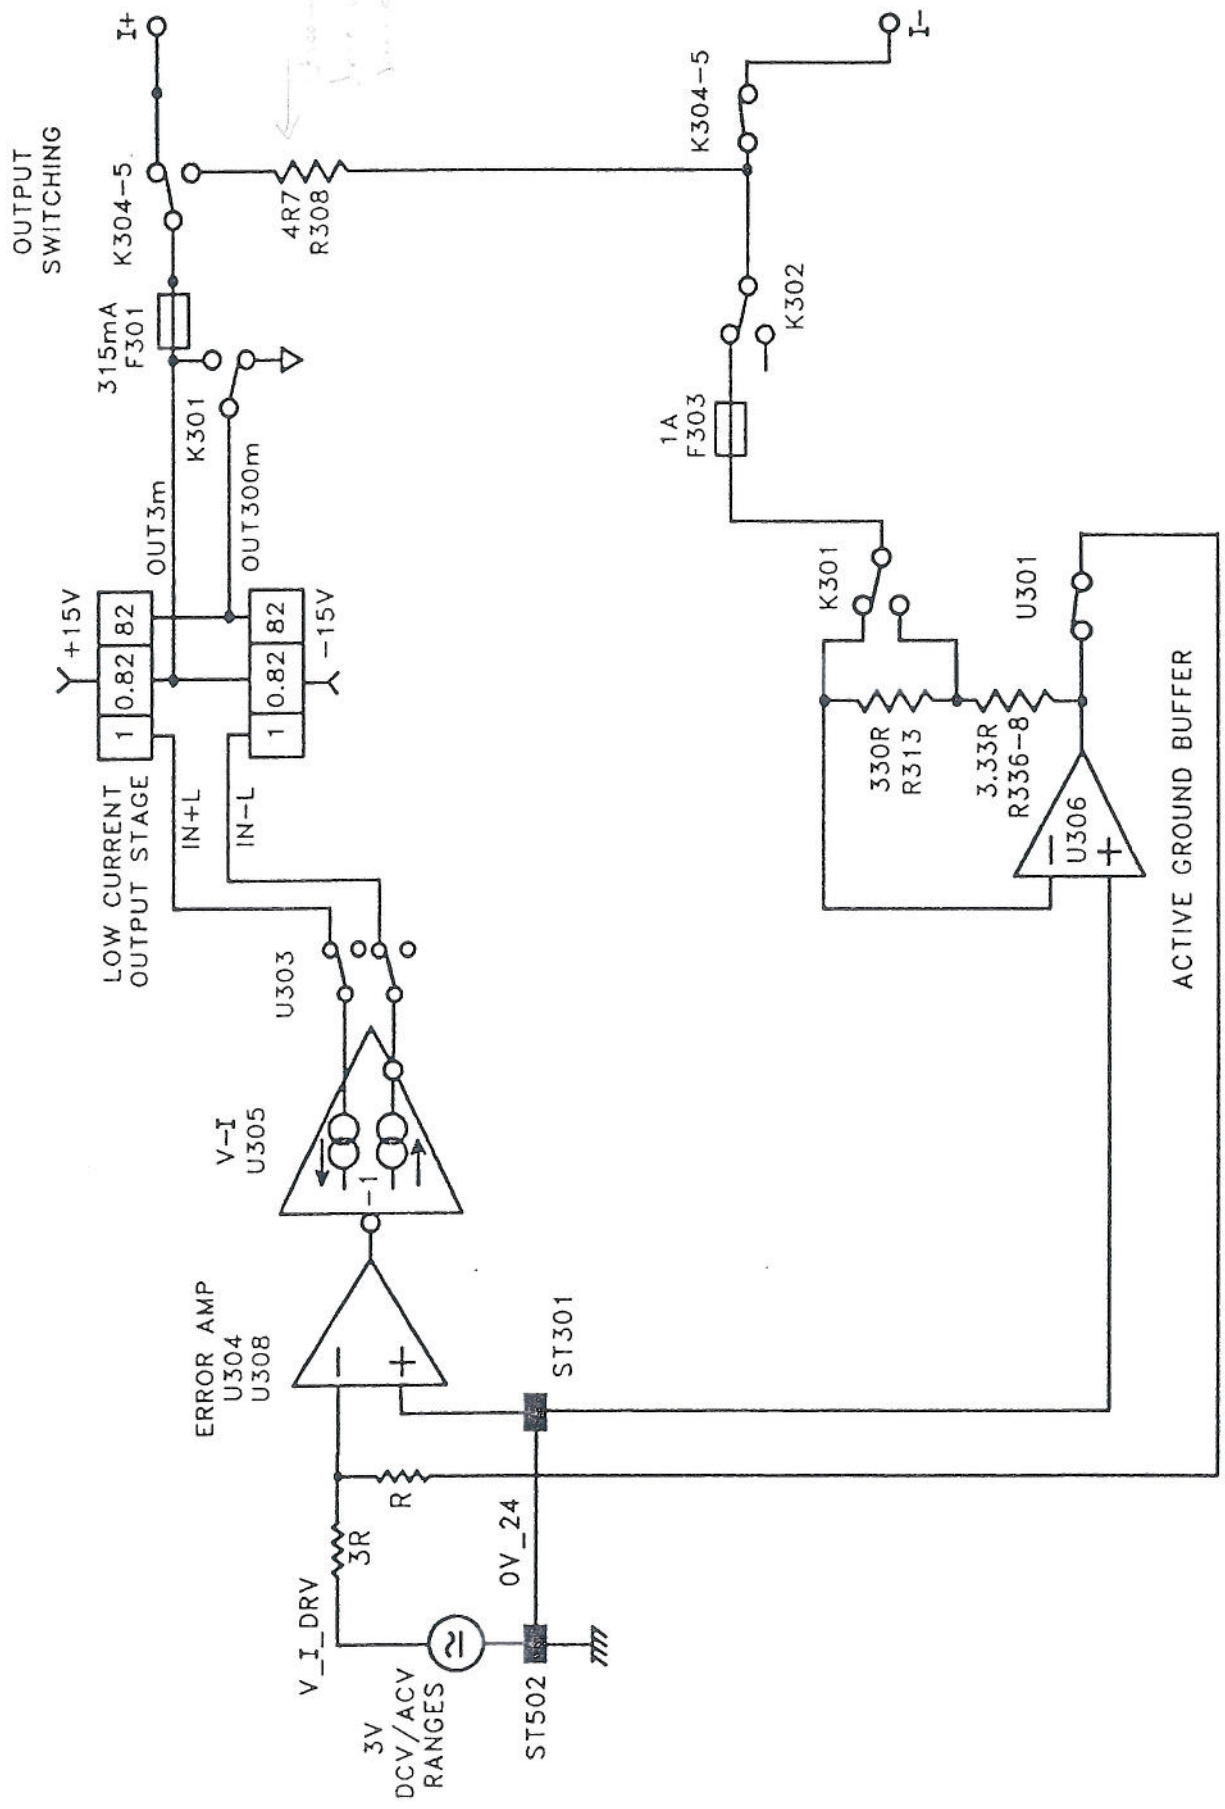 OUTPUT
SWITCHING
I+
K304-5
315mA
F301
4R7
R308
K304-5
I-
K301
OUT3m
OUT300m
K302
1A
F303
+15V
1 0.82 82
1 0.82 82
-15V
LOW CURRENT
OUTPUT STAGE
IN+L
IN-L
K301
U301
330R
R313
3.33R
R336-8
U306
-
+
ACTIVE GROUND BUFFER
U303
V-I
U305
-1
ERROR AMP
U304
U308
-
+
ST301
R
3R
V_I_DRV
0V_24
3V
DCV/ACV
RANGES
ST502